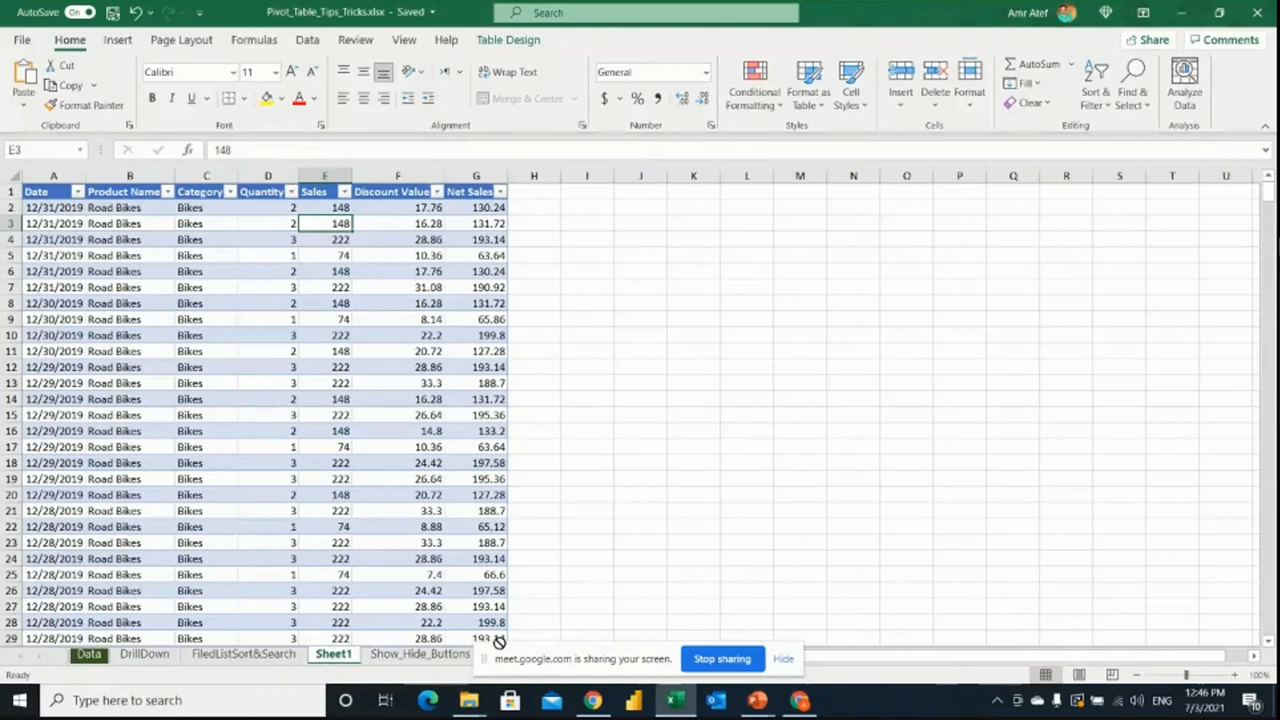 AutoSave On Pivot_Table_Tips_Tricks.xlsx - Saved Search Amr Atef
File Home Insert Page Layout Formulas Data Review View Help Table Design Share Comments
Paste Cut Copy Format Painter Calibri 11 B I U A Wrap Text Merge & Center General $ % Conditional Formatting Format as Table Cell Styles Insert Delete Format AutoSum Fill Clear Sort & Filter Find & Select Analyze Data
Clipboard Font Alignment Number Styles Cells Editing Analysis
E3 fx 148
A B C D E F G H I J K L M N O P Q R S T U
1 Date Product Name Category Quantity Sales Discount Value Net Sales
2 12/31/2019 Road Bikes Bikes 2 148 17.76 130.24
3 12/31/2019 Road Bikes Bikes 2 148 16.28 131.72
4 12/31/2019 Road Bikes Bikes 3 222 28.86 193.14
5 12/31/2019 Road Bikes Bikes 1 74 10.36 63.64
6 12/31/2019 Road Bikes Bikes 2 148 17.76 130.24
7 12/31/2019 Road Bikes Bikes 3 222 31.08 190.92
8 12/30/2019 Road Bikes Bikes 2 148 16.28 131.72
9 12/30/2019 Road Bikes Bikes 1 74 8.14 65.86
10 12/30/2019 Road Bikes Bikes 3 222 22.2 199.8
11 12/30/2019 Road Bikes Bikes 2 148 20.72 127.28
12 12/29/2019 Road Bikes Bikes 3 222 28.86 193.14
13 12/29/2019 Road Bikes Bikes 3 222 33.3 188.7
14 12/29/2019 Road Bikes Bikes 2 148 16.28 131.72
15 12/29/2019 Road Bikes Bikes 3 222 26.64 195.36
16 12/29/2019 Road Bikes Bikes 2 148 14.8 133.2
17 12/29/2019 Road Bikes Bikes 1 74 10.36 63.64
18 12/29/2019 Road Bikes Bikes 3 222 24.42 197.58
19 12/29/2019 Road Bikes Bikes 3 222 26.64 195.36
20 12/29/2019 Road Bikes Bikes 2 148 20.72 127.28
21 12/28/2019 Road Bikes Bikes 3 222 33.3 188.7
22 12/28/2019 Road Bikes Bikes 1 74 8.88 65.12
23 12/28/2019 Road Bikes Bikes 3 222 33.3 188.7
24 12/28/2019 Road Bikes Bikes 3 222 28.86 193.14
25 12/28/2019 Road Bikes Bikes 1 74 7.4 66.6
26 12/28/2019 Road Bikes Bikes 3 222 24.42 197.58
27 12/28/2019 Road Bikes Bikes 3 222 28.86 193.14
28 12/28/2019 Road Bikes Bikes 3 222 22.2 199.8
29 12/28/2019 Road Bikes Bikes 3 222 28.86
Data DrillDown FiledListSort&Search Sheet1 Show_Hide_Buttons
meet.google.com is sharing your screen. Stop sharing Hide
Ready 100%
Type here to search ENG 12:46 PM
7/3/2021 10